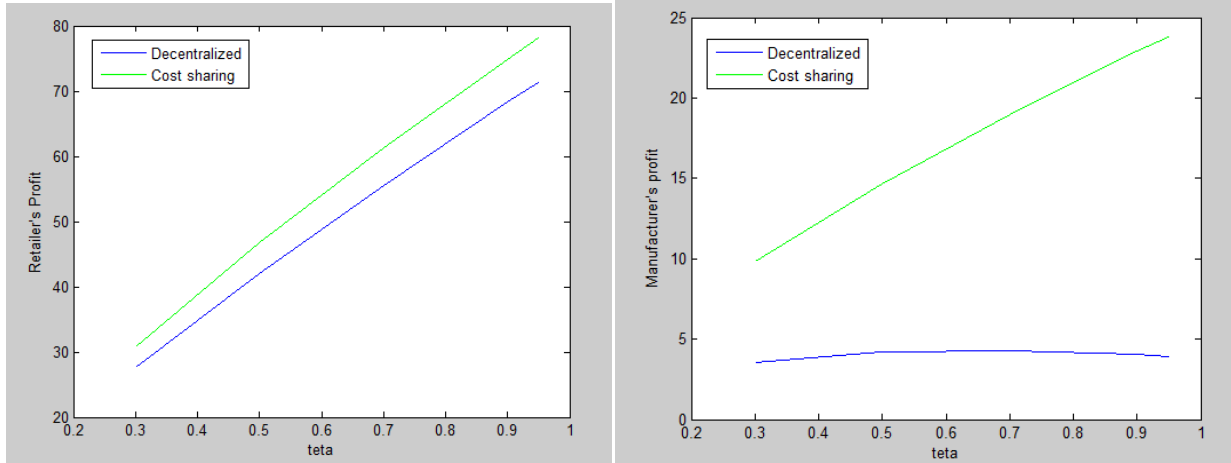 80
70
60
50
40
30
20
Retailer's Profit
Decentralized
Cost sharing
0.2 0.3 0.4 0.5 0.6 0.7 0.8 0.9 1
teta
25
20
15
10
5
0
Manufacturer's profit
Decentralized
Cost sharing
0.2 0.3 0.4 0.5 0.6 0.7 0.8 0.9 1
teta